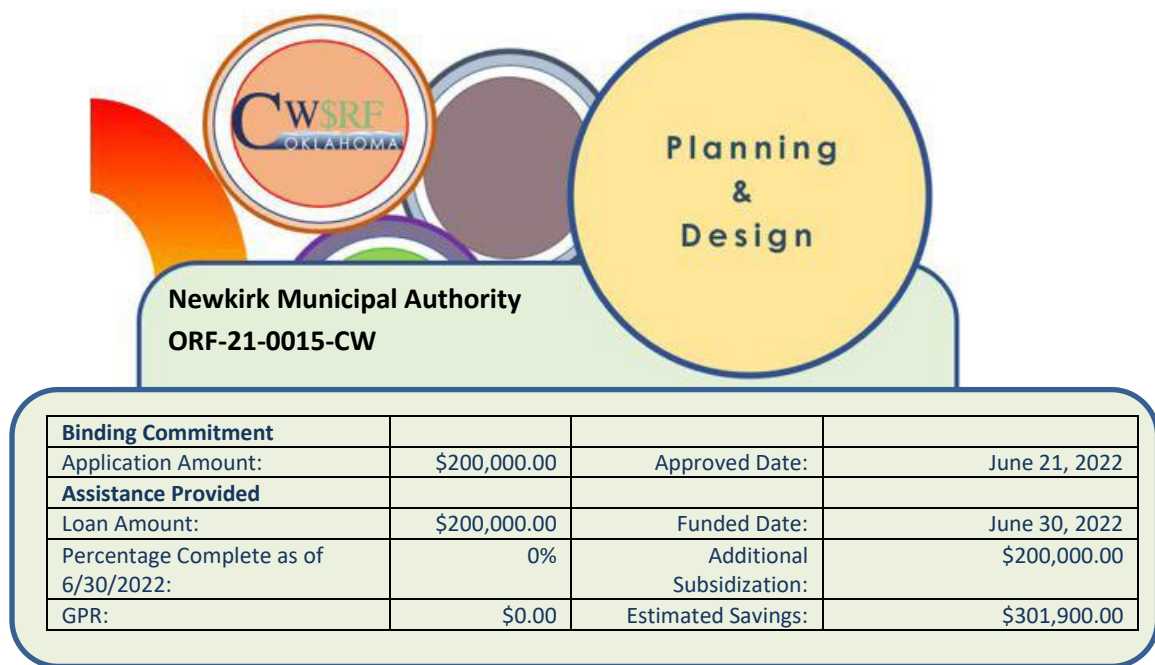 CW$RF
OKLAHOMA
Planning
&
Design
Newkirk Municipal Authority
ORF-21-0015-CW
Binding Commitment
Application Amount: $200,000.00 Approved Date: June 21, 2022
Assistance Provided
Loan Amount: $200,000.00 Funded Date: June 30, 2022
Percentage Complete as of 0% Additional $200,000.00
6/30/2022: Subsidization:
GPR: $0.00 Estimated Savings: $301,900.00